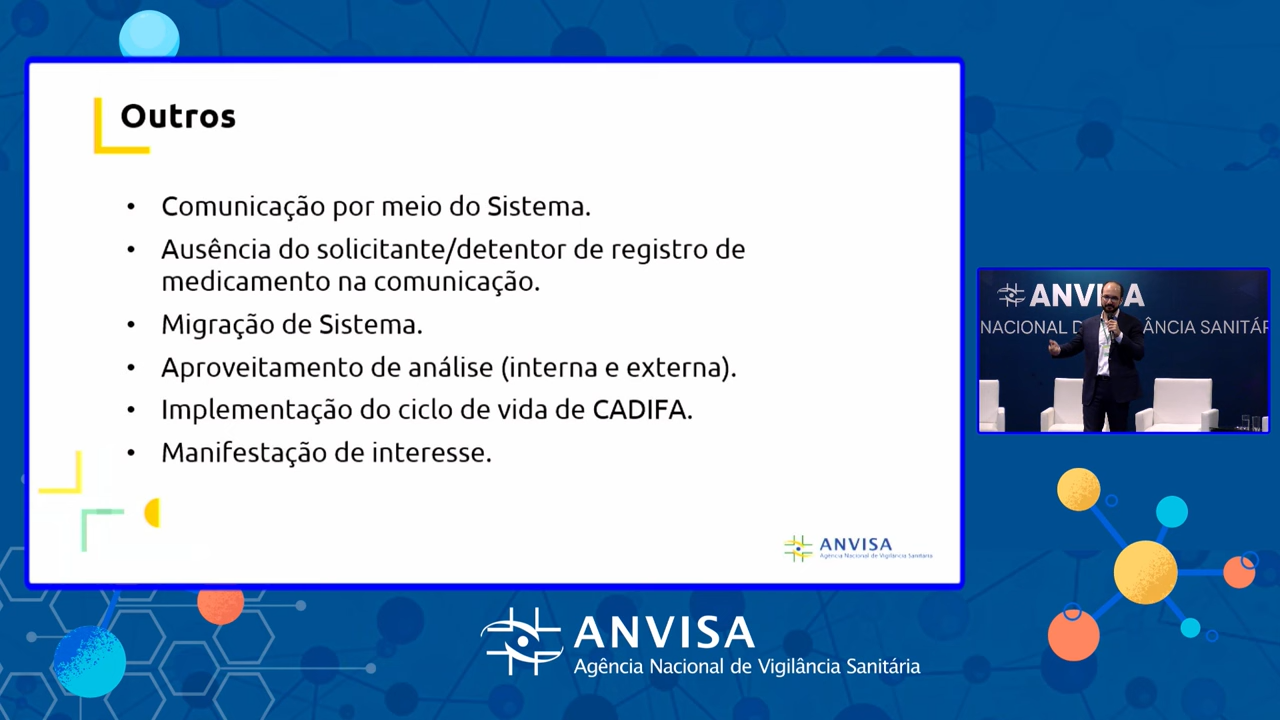 Outros
• Comunicação por meio do Sistema.
• Ausência do solicitante/detentor de registro de
medicamento na comunicação.
• Migração de Sistema.
• Aproveitamento de análise (interna e externa).
• Implementação do ciclo de vida de CADIFA.
• Manifestação de interesse.
ANVISA
Agência Nacional de Vigilância Sanitária
ANVISA
NACIONAL D ÂNCIA SANITÁR
ANVISA
Agência Nacional de Vigilância Sanitária